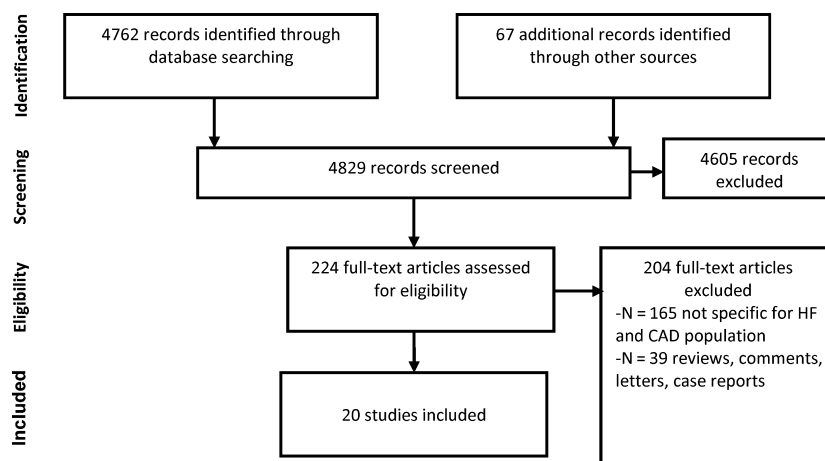 Identification
4762 records identified through
database searching
67 additional records identified
through other sources
Screening
4829 records screened
4605 records
excluded
Eligibility
224 full-text articles assessed
for eligibility
204 full-text articles
excluded
-N = 165 not specific for HF
and CAD population
-N = 39 reviews, comments,
letters, case reports
Included
20 studies included